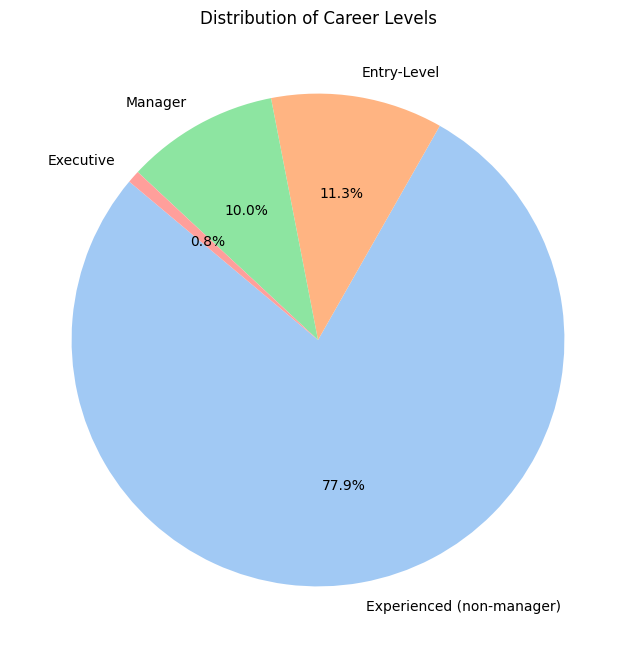 Distribution of Career Levels
Entry-Level
Manager
Executive
11.3%
10.0%
0.8%
77.9%
Experienced (non-manager)